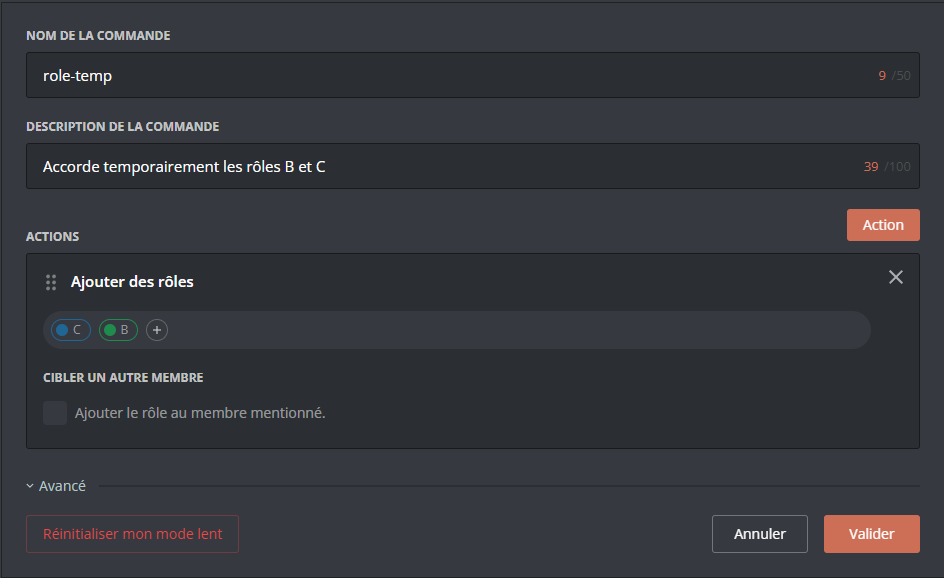 NOM DE LA COMMANDE
role-temp
9 /50
DESCRIPTION DE LA COMMANDE
Accorde temporairement les rôles B et C
39 /100
Action
ACTIONS
Ajouter des rôles
C B +
CIBLER UN AUTRE MEMBRE
Ajouter le rôle au membre mentionné.
Avancé
Réinitialiser mon mode lent
Annuler
Valider